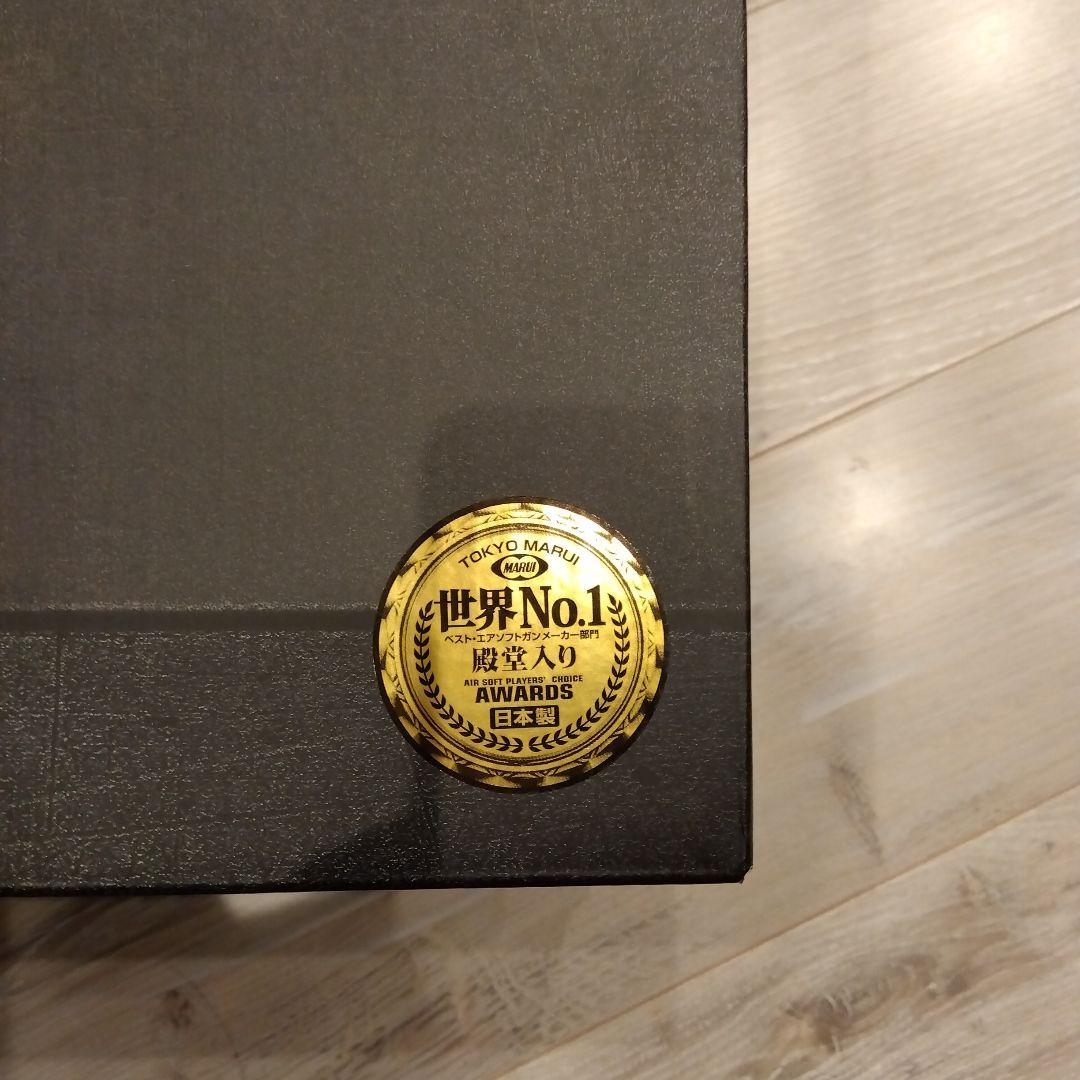 TOKYO MARUI
MARUI
世界No.1
ベスト・エアソフトガンメーカー部門
殿堂入り
AIR SOFT PLAYERS' CHOICE
AWARDS
日本製